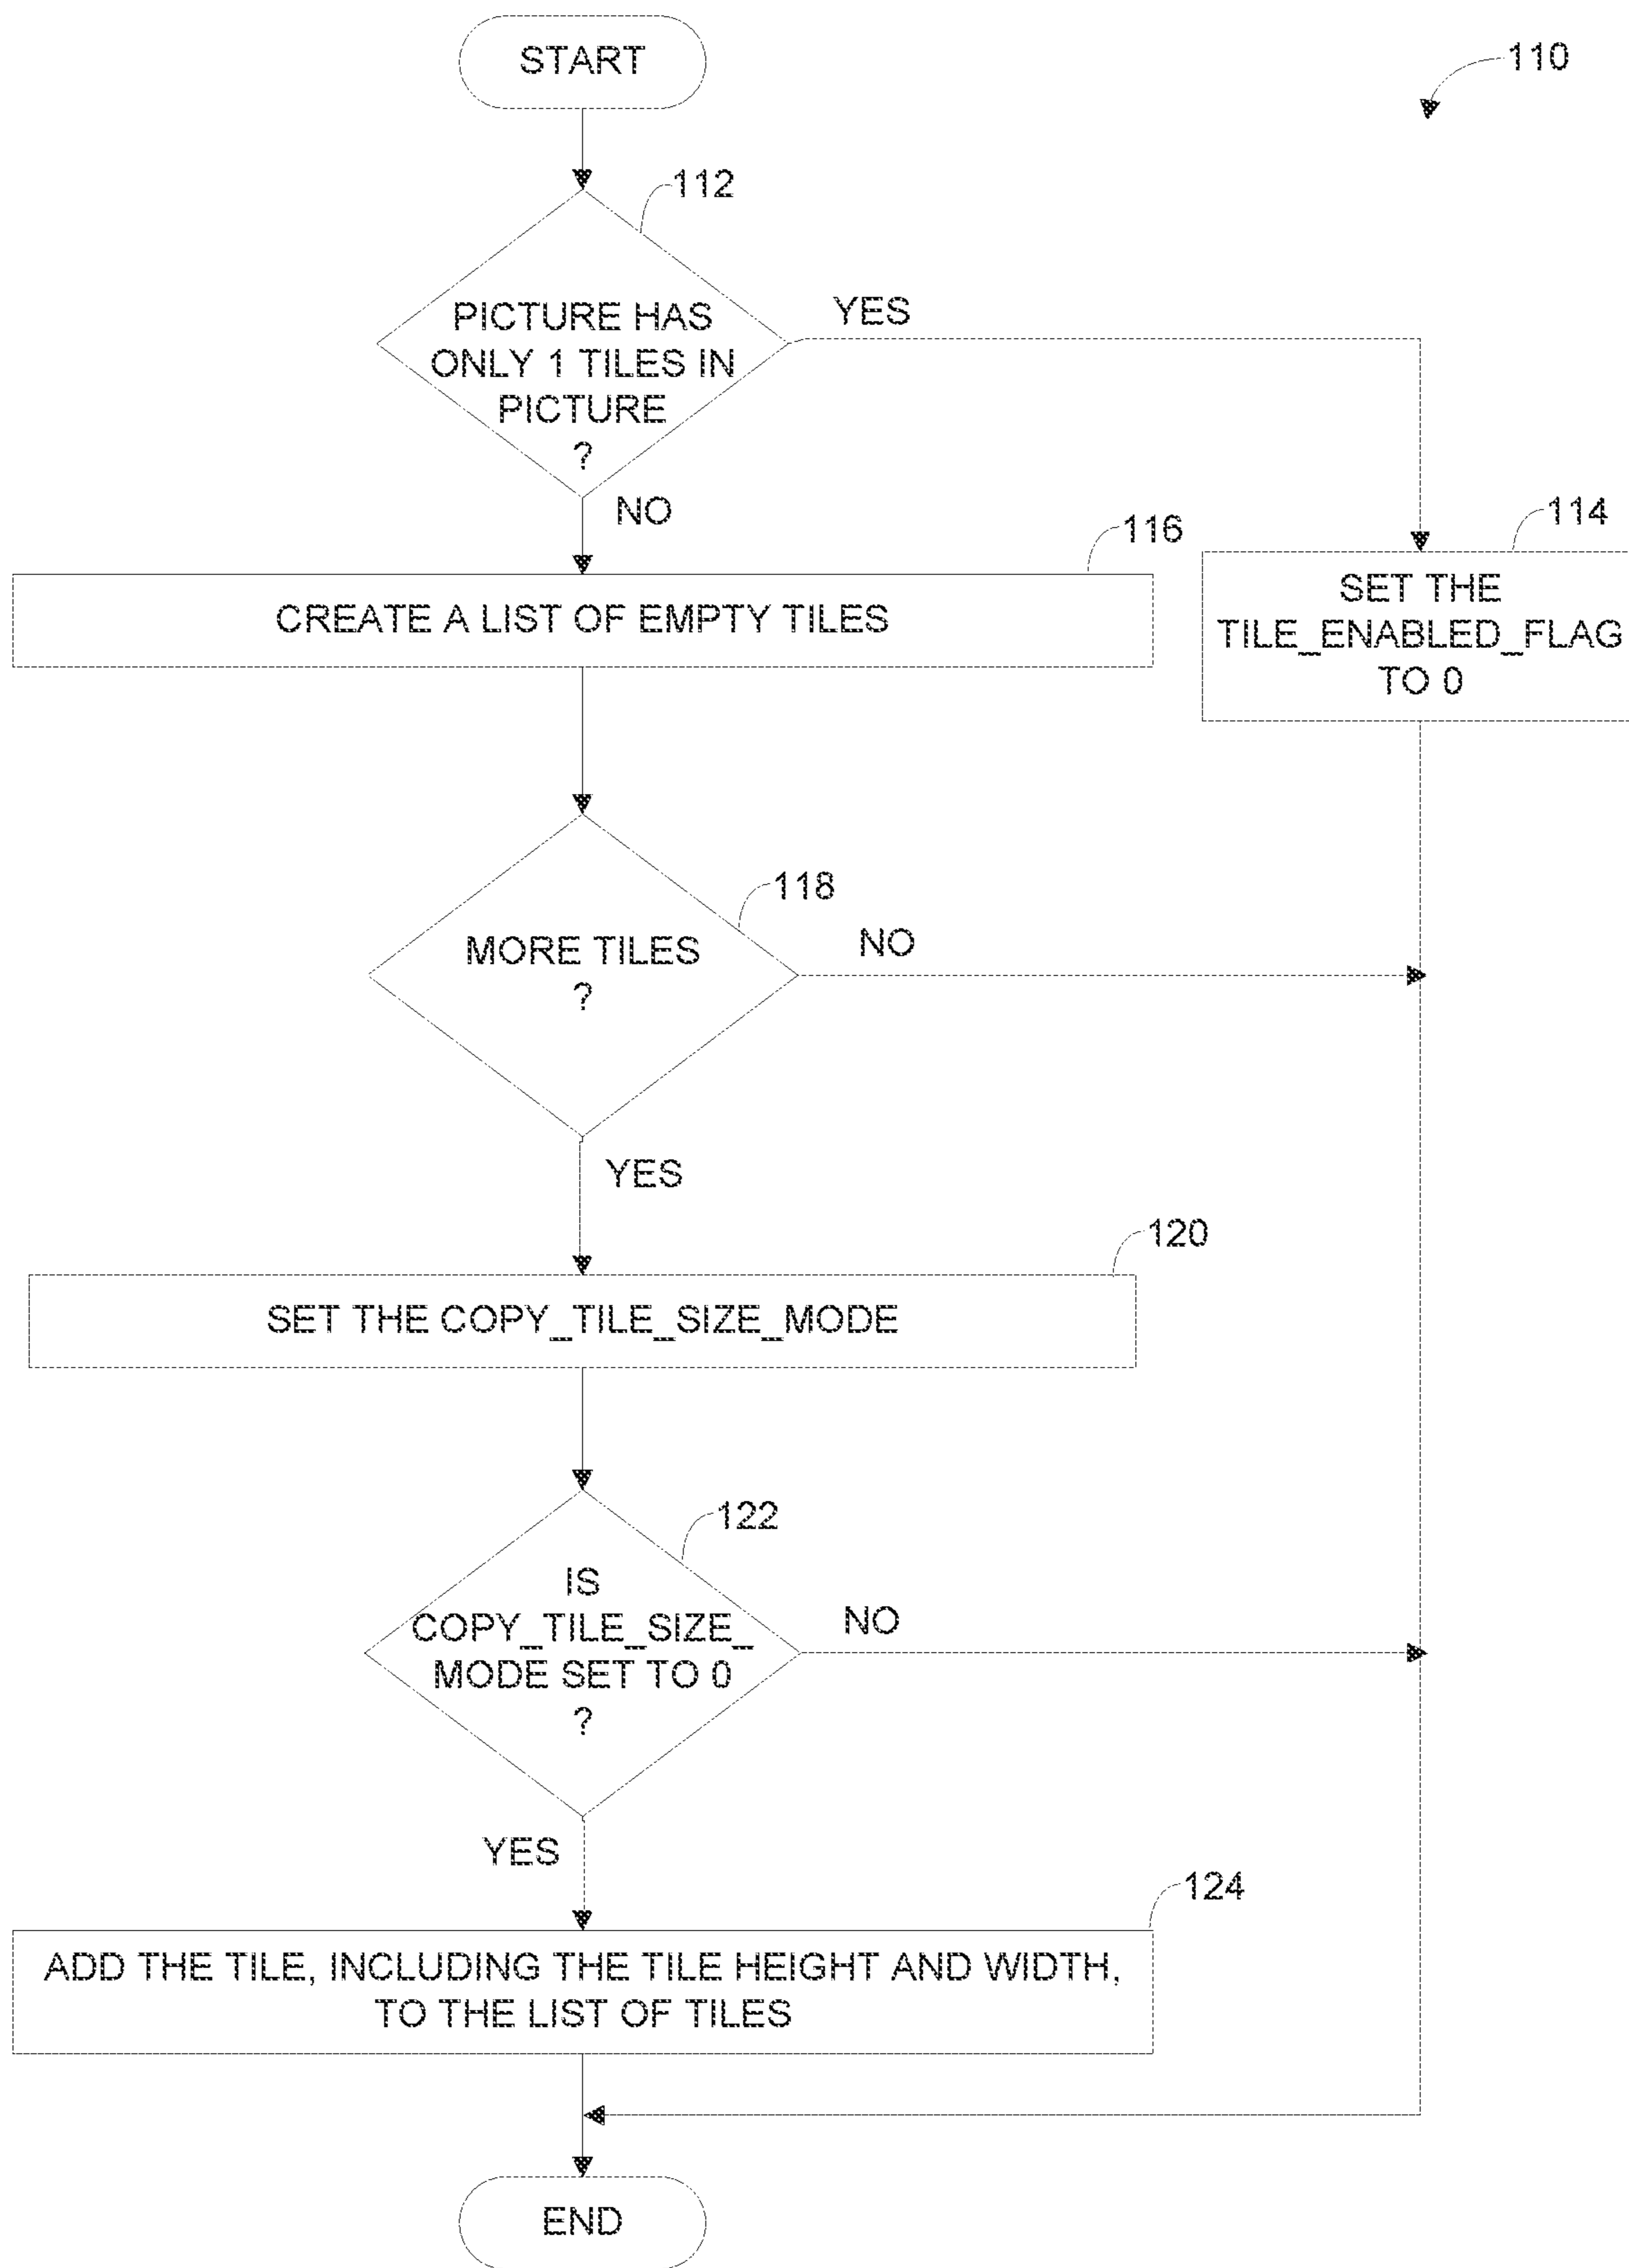 START
110
112
PICTURE HAS
ONLY 1 TILES IN
PICTURE
?
YES
NO
116
114
CREATE A LIST OF EMPTY TILES
SET THE
TILE_ENABLED_FLAG
TO 0
118
MORE TILES
?
NO
YES
120
SET THE COPY_TILE_SIZE_MODE
122
IS
COPY_TILE_SIZE_
MODE SET TO 0
?
NO
YES
124
ADD THE TILE, INCLUDING THE TILE HEIGHT AND WIDTH,
TO THE LIST OF TILES
END